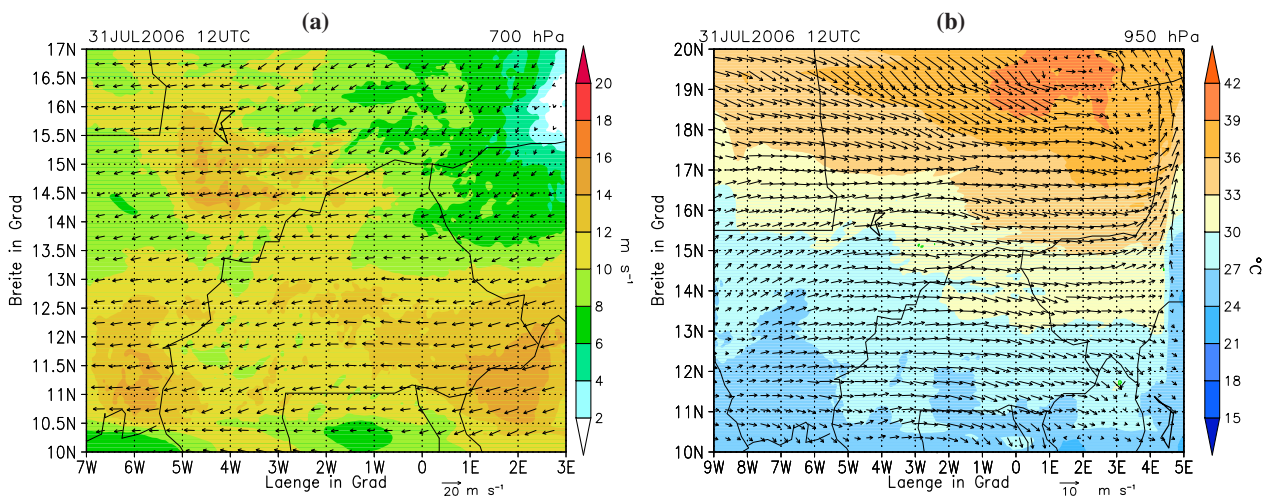 (a)
31JUL2006 12UTC 700 hPa
17N
16.5N
16N
15.5N
15N
14.5N
14N
13.5N
13N
12.5N
12N
11.5N
11N
10.5N
10N
Breite in Grad
7W 6W 5W 4W 3W 2W 1W 0 1E 2E 3E
Laenge in Grad
20 m s⁻¹
20
18
16
14
12
10
8
6
4
2
m s⁻¹
(b)
31JUL2006 12UTC 950 hPa
20N
19N
18N
17N
16N
15N
14N
13N
12N
11N
10N
Breite in Grad
9W 8W 7W 6W 5W 4W 3W 2W 1W 0 1E 2E 3E 4E 5E
Laenge in Grad
10 m s⁻¹
42
39
36
33
30
27
24
21
18
15
°C